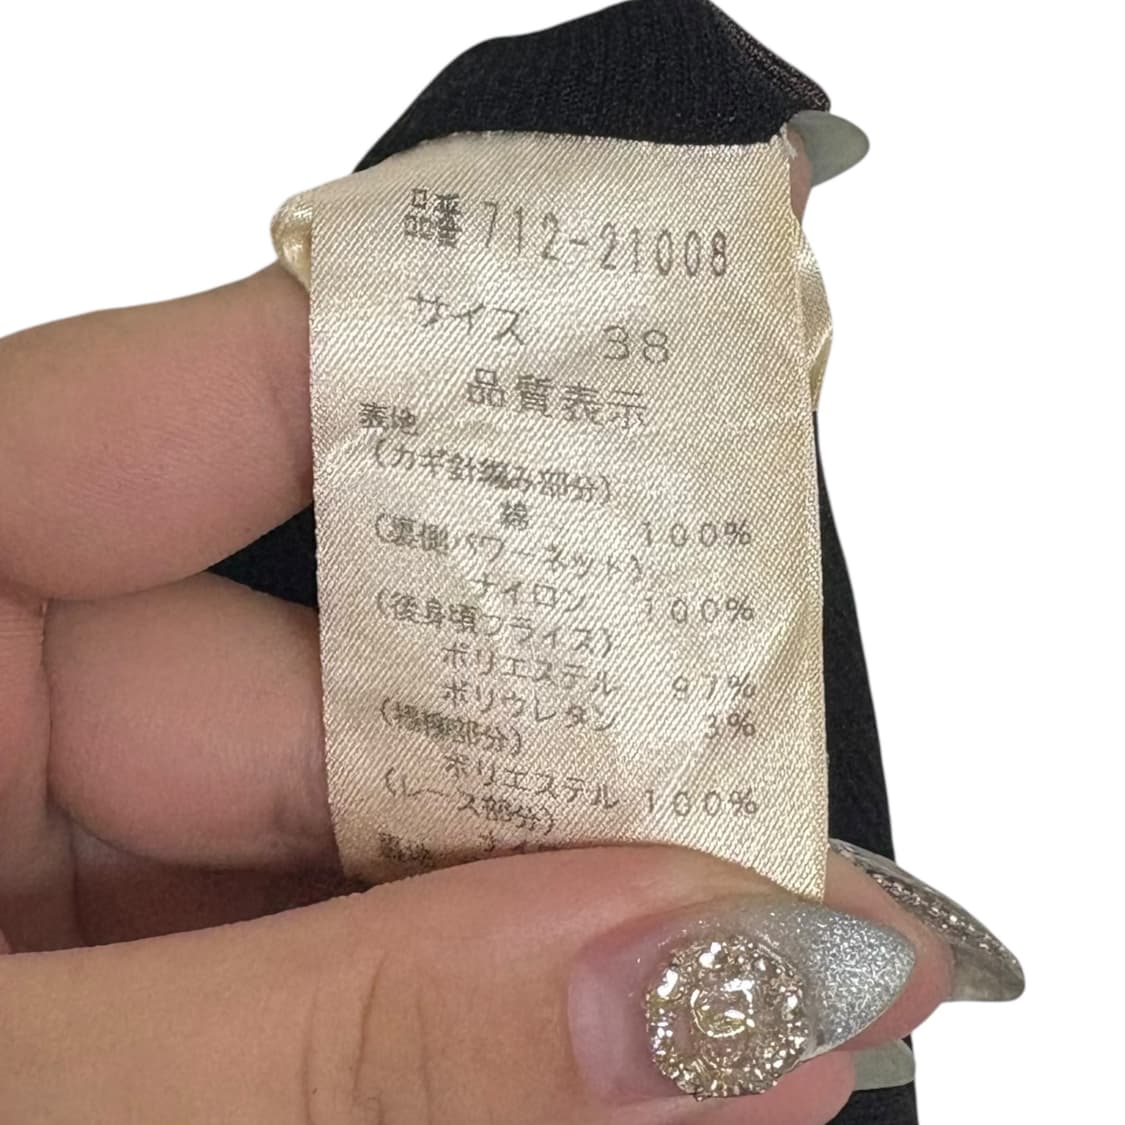 品番 712-21008
サイズ 38
品質表示
表地
(カギ針編み部分)
綿 100%
(裏側パワーネット)
ナイロン 100%
(後身頃フライス)
ポリエステル 97%
ポリウレタン 3%
部分)
ポリエステル 100%
(レース部分)